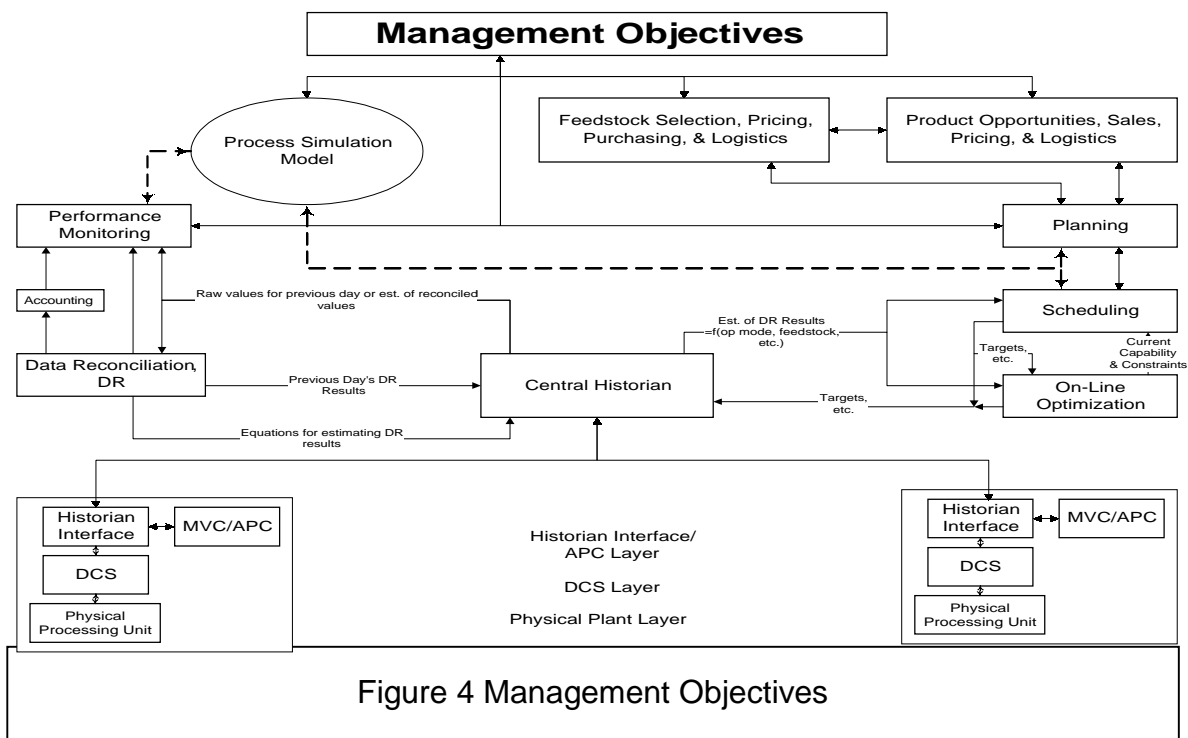 Management Objectives
Feedstock Selection, Pricing,
Purchasing, & Logistics
Product Opportunities, Sales,
Pricing, & Logistics
Process Simulation
Model
Performance
Monitoring
Planning
Accounting
Raw values for previous day or est. of reconciled
values
Est. of DR Results
=f(op mode, feedstock,
etc.)
Scheduling
Targets,
etc.
Current
Capability
& Constraints
Data Reconciliation,
DR
Previous Day's DR
Results
Central Historian
Targets,
etc.
On-Line
Optimization
Equations for estimating DR
results
Historian
Interface
MVC/APC
DCS
Physical
Processing Unit
Historian Interface/
APC Layer
DCS Layer
Physical Plant Layer
Historian
Interface
MVC/APC
DCS
Physical
Processing Unit
Figure 4 Management Objectives